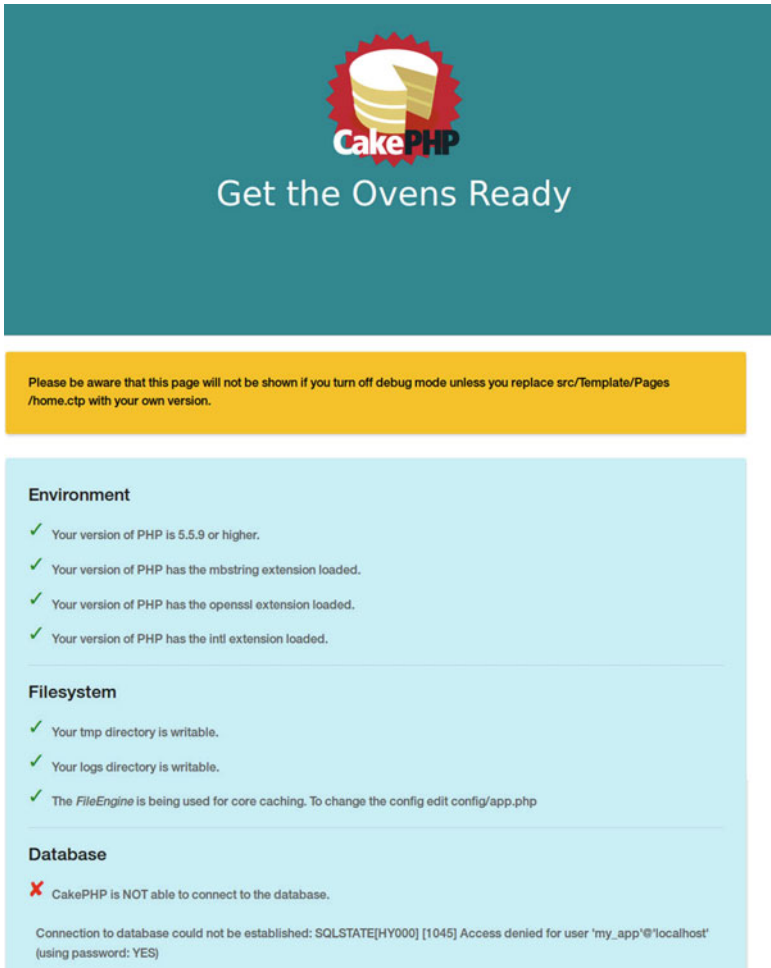 CakePHP
Get the Ovens Ready
Please be aware that this page will not be shown if you turn off debug mode unless you replace src/Template/Pages
/home.ctp with your own version.
Environment
✓ Your version of PHP is 5.5.9 or higher.
✓ Your version of PHP has the mbstring extension loaded.
✓ Your version of PHP has the openssl extension loaded.
✓ Your version of PHP has the intl extension loaded.
Filesystem
✓ Your tmp directory is writable.
✓ Your logs directory is writable.
✓ The FileEngine is being used for core caching. To change the config edit config/app.php
Database
✘ CakePHP is NOT able to connect to the database.
Connection to database could not be established: SQLSTATE[HY000] [1045] Access denied for user 'my_app'@'localhost'
(using password: YES)